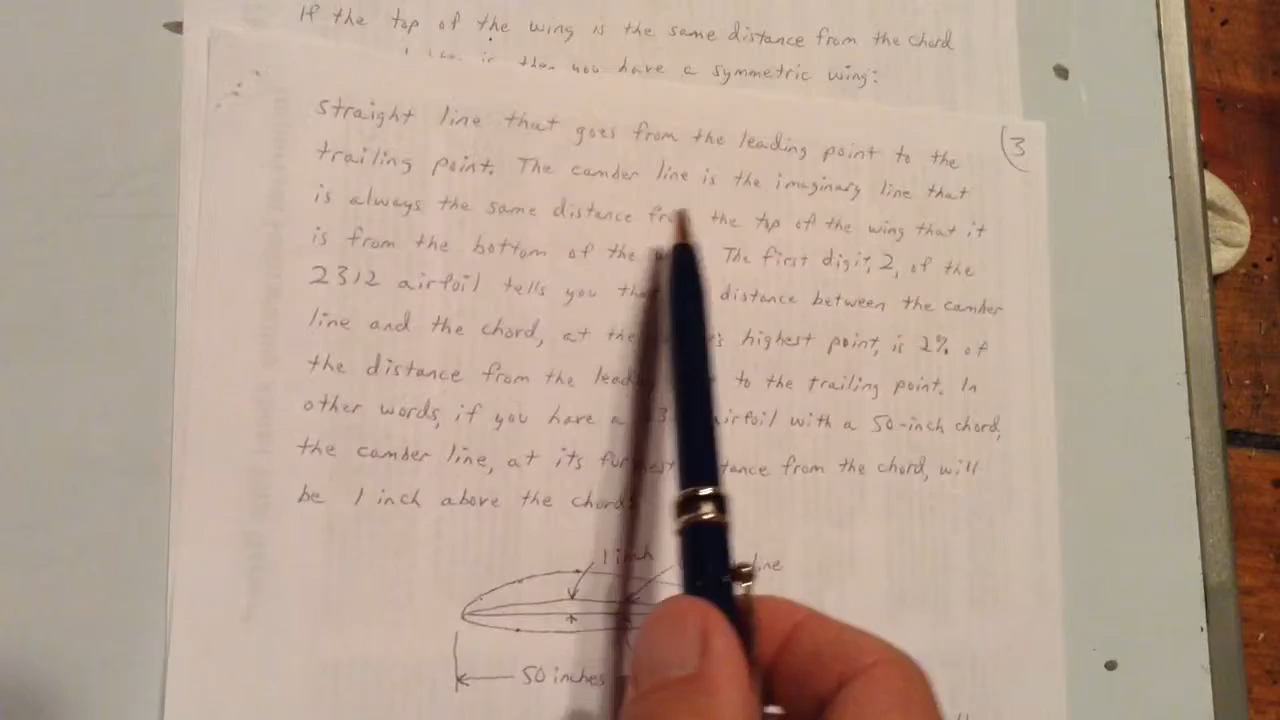 If the top of the wing is the same distance from the chord
you have a symmetric wing:
3
straight line that goes from the leading point to the
trailing point. The camber line is the imaginary line that
is always the same distance from the top of the wing that it
is from the bottom of the The first digit, 2, of the
2312 airfoil tells you distance between the camber
line and the chord, at the highest point, is 2% of
the distance from the to the trailing point. In
other words, if you have a airfoil with a 50-inch chord,
the camber line, at its from the chord, will
be 1 inch above the chord
1 inch line
50 inches